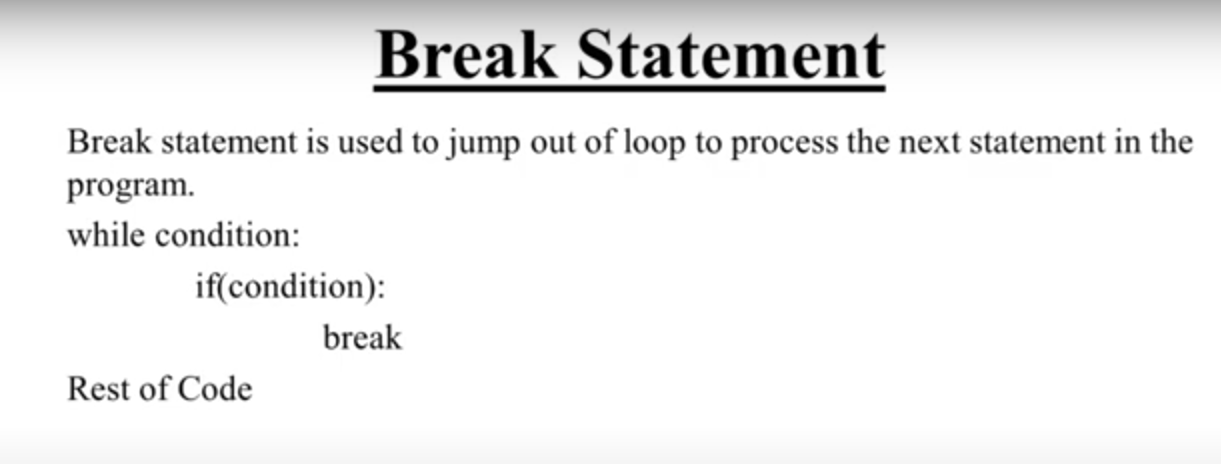 Break Statement
Break statement is used to jump out of loop to process the next statement in the
program.
while condition:
if(condition):
break
Rest of Code